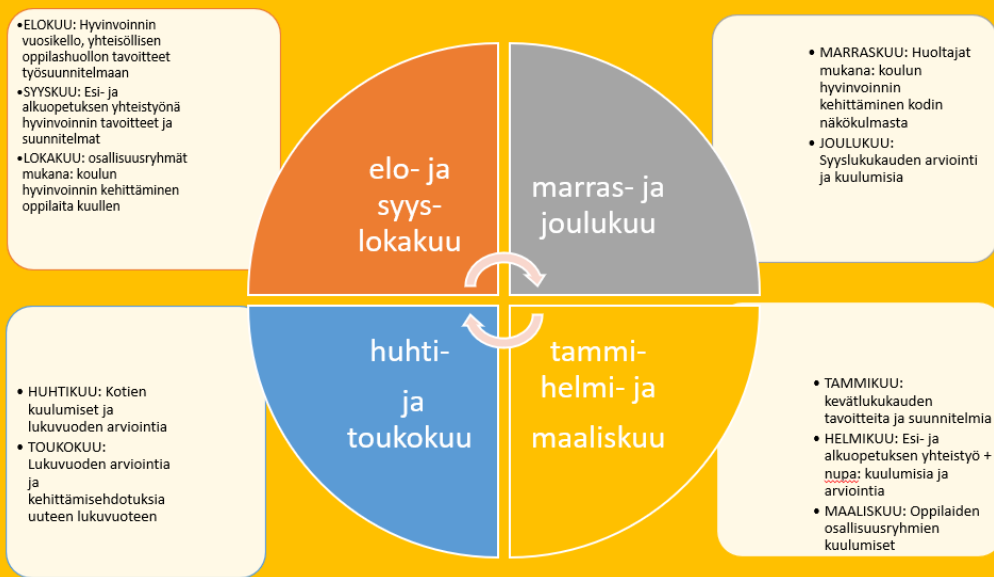 •ELOKUU: Hyvinvoinnin
vuosikello, yhteisöllisen
oppilashuollon tavoitteet
työsuunnitelmaan
•SYYSKUU: Esi- ja
alkuopetuksen yhteistyönä
hyvinvoinnin tavoitteet ja
suunnitelmat
•LOKAKUU: osallisuusryhmät
mukana: koulun
hyvinvoinnin kehittäminen
oppilaita kuullen
elo- ja
syys-
lokakuu
marras- ja
joulukuu
• MARRASKUU: Huoltajat
mukana: koulun
hyvinvoinnin
kehittäminen kodin
näkökulmasta
• JOULUKUU:
Syyslukukauden arviointi
ja kuulumisia
• HUHTIKUU: Kotien
kuulumiset ja
lukuvuoden arviointia
• TOUKOKUU:
Lukuvuoden arviointia
ja
kehittämisehdotuksia
uuteen lukuvuoteen
huhti-
ja
toukokuu
tammi-
helmi- ja
maaliskuu
• TAMMIKUU:
kevätlukukauden
tavoitteita ja suunnitelmia
• HELMIKUU: Esi- ja
alkuopetuksen yhteistyö +
nupa: kuulumisia ja
arviointia
• MAALISKUU: Oppilaiden
osallisuusryhmien
kuulumiset